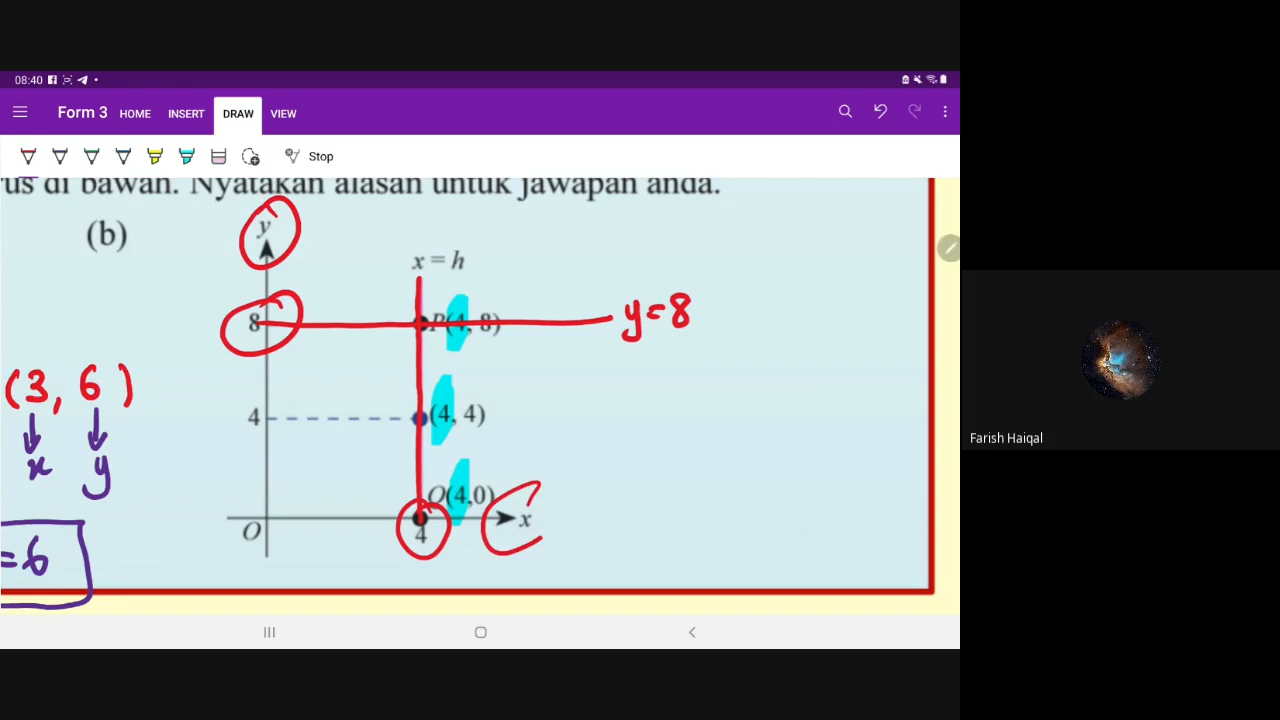 08:40
Form 3 HOME INSERT DRAW VIEW
Stop
us di bawah. Nyatakan alasan untuk jawapan anda.
(b)
y
x = h
8
P(4, 8)
y=8
(3, 6)
4
(4, 4)
x y
Q(4,0)
O
4
x
=6
Farish Haiqal